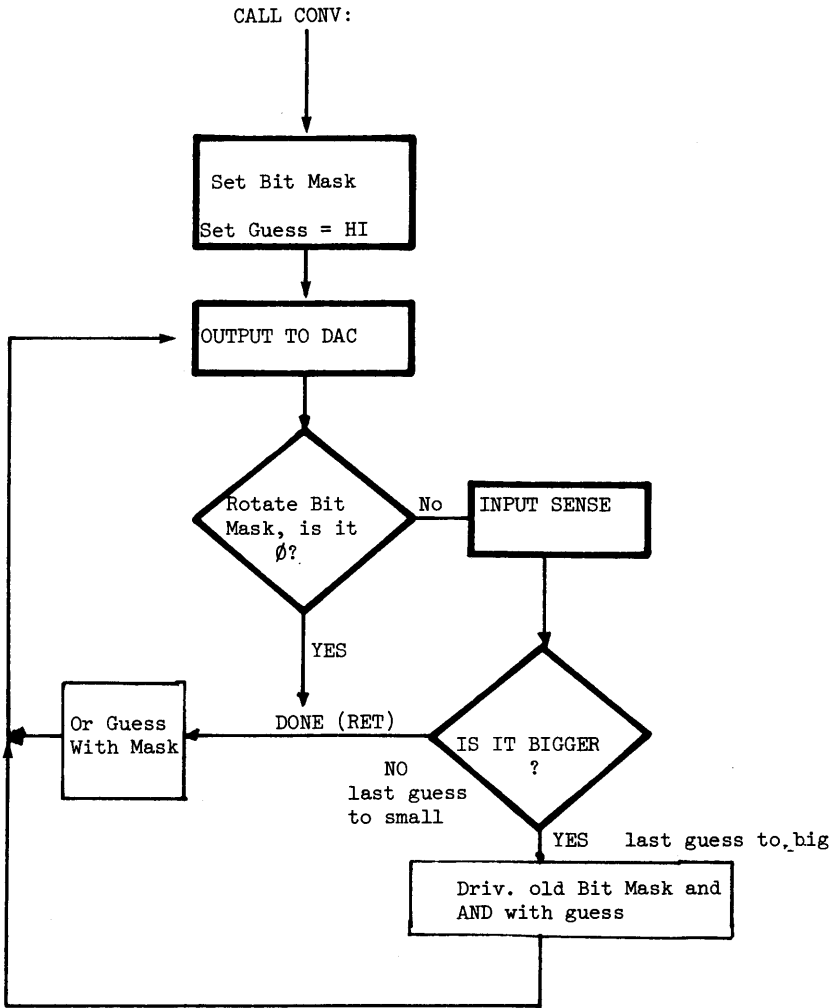 CALL CONV:
Set Bit Mask
Set Guess = HI
OUTPUT TO DAC
Rotate Bit
Mask, is it
Ø?
No
INPUT SENSE
YES
DONE (RET)
Or Guess
With Mask
IS IT BIGGER
?
NO
last guess
to small
YES last guess to big
Driv. old Bit Mask and
AND with guess